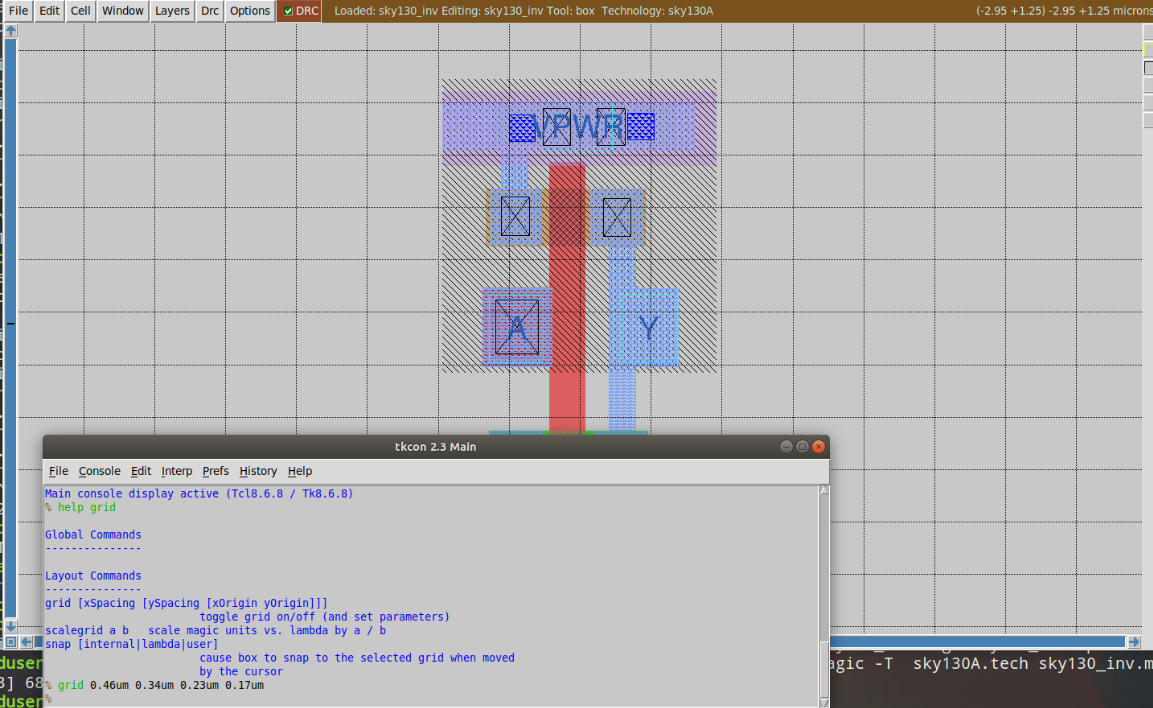 File Edit Cell Window Layers Drc Options DRC Loaded: sky130_inv Editing: sky130_inv Tool: box Technology: sky130A (-2.95 +1.25) -2.95 +1.25 microns
VPWR
A Y
tkcon 2.3 Main
File Console Edit Interp Prefs History Help
Main console display active (Tcl8.6.8 / Tk8.6.8)
% help grid
Global Commands
---------------
Layout Commands
---------------
grid [xSpacing [ySpacing [xOrigin yOrigin]]]
toggle grid on/off (and set parameters)
scalegrid a b scale magic units vs. lambda by a / b
snap [internal|lambda|user]
cause box to snap to the selected grid when moved
by the cursor
% grid 0.46um 0.34um 0.23um 0.17um
%
duser
3] 68
duser
agic -T sky130A.tech sky130_inv.m